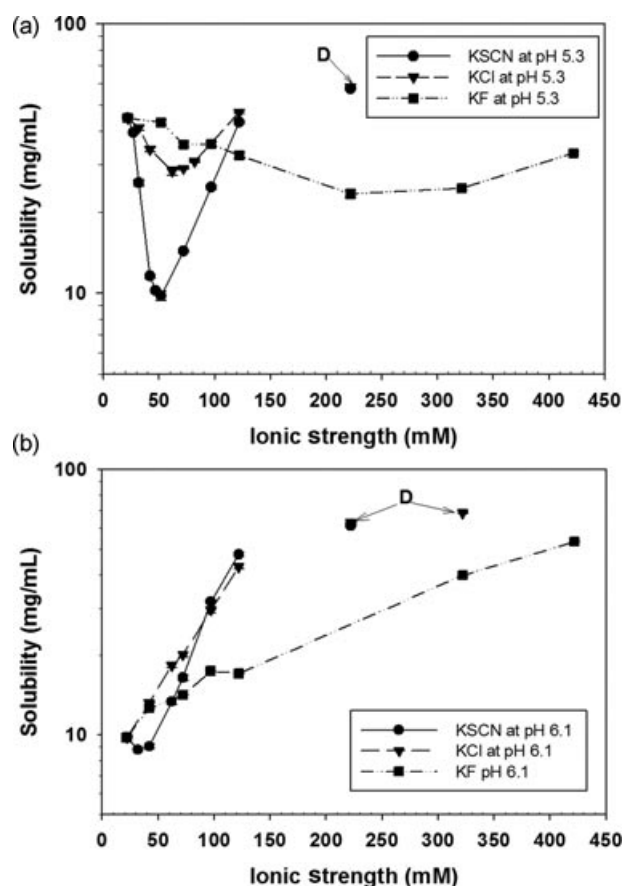 (a)
100
D
KSCN at pH 5.3
KCl at pH 5.3
KF at pH 5.3
Solubility (mg/mL)
10
0 50 100 150 200 250 300 350 400 450
Ionic strength (mM)
(b)
100
D
Solubility (mg/mL)
10
KSCN at pH 6.1
KCl at pH 6.1
KF pH 6.1
0 50 100 150 200 250 300 350 400 450
Ionic strength (mM)